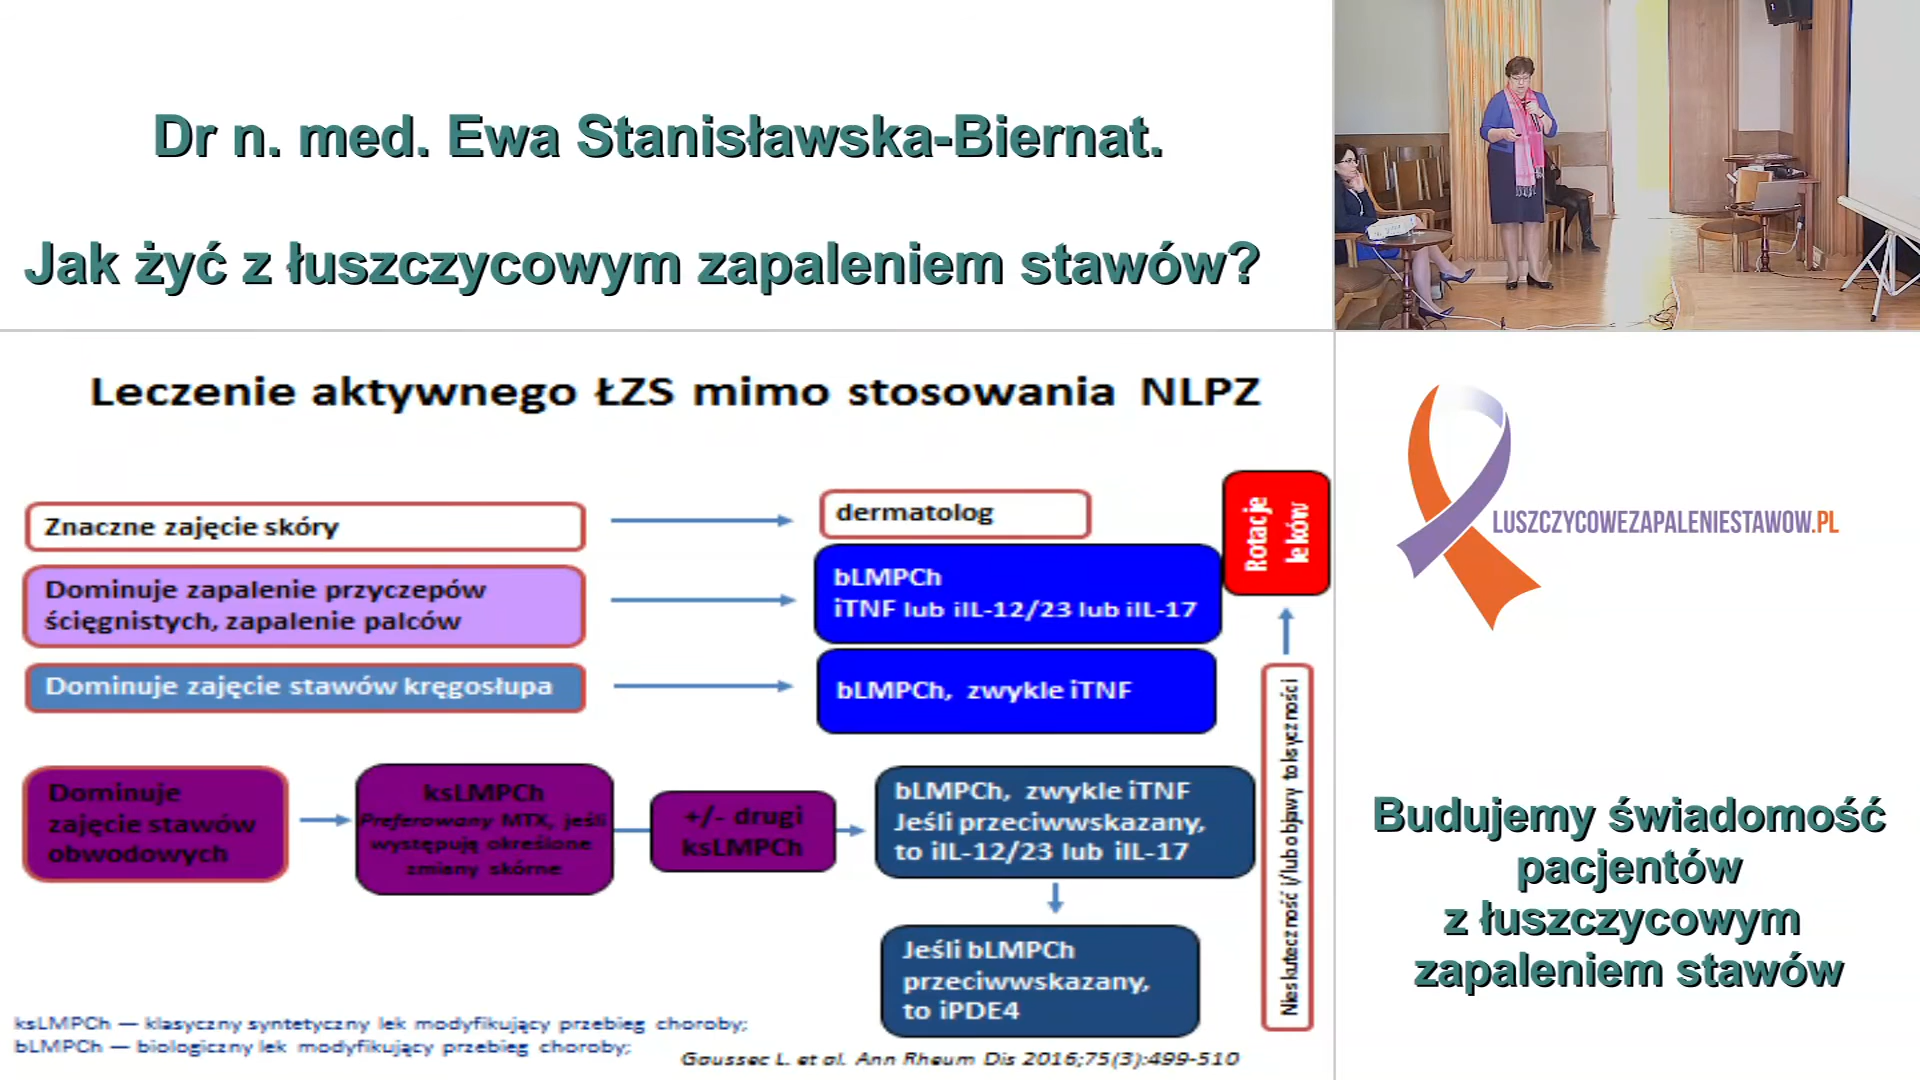 Dr n. med. Ewa Stanisławska-Biernat.
Jak żyć z łuszczycowym zapaleniem stawów?
Leczenie aktywnego ŁZS mimo stosowania NLPZ
Znaczne zajęcie skóry
dermatolog
Rotacje
leków
Dominuje zapalenie przyczepów
ścięgnistych, zapalenie palców
bLMPCh
iTNF lub iIL-12/23 lub iIL-17
Dominuje zajęcie stawów kręgosłupa
bLMPCh, zwykle iTNF
Dominuje
zajęcie stawów
obwodowych
ksLMPCh
Preferowany MTX, jeśli
występują określone
zmiany skórne
+/- drugi
ksLMPCh
bLMPCh, zwykle iTNF
Jeśli przeciwwskazany,
to iIL-12/23 lub iIL-17
Jeśli bLMPCh
przeciwwskazany,
to iPDE4
Nieskuteczność i/lub objawy toksyczności
ksLMPCh — klasyczny syntetyczny lek modyfikujący przebieg choroby;
bLMPCh — biologiczny lek modyfikujący przebieg choroby;
Gaussec L. et al. Ann Rheum Dis 2016;75(3):499-510
LUSZCZYCOWEZAPALENIESTAWOW.PL
Budujemy świadomość
pacjentów
z łuszczycowym
zapaleniem stawów